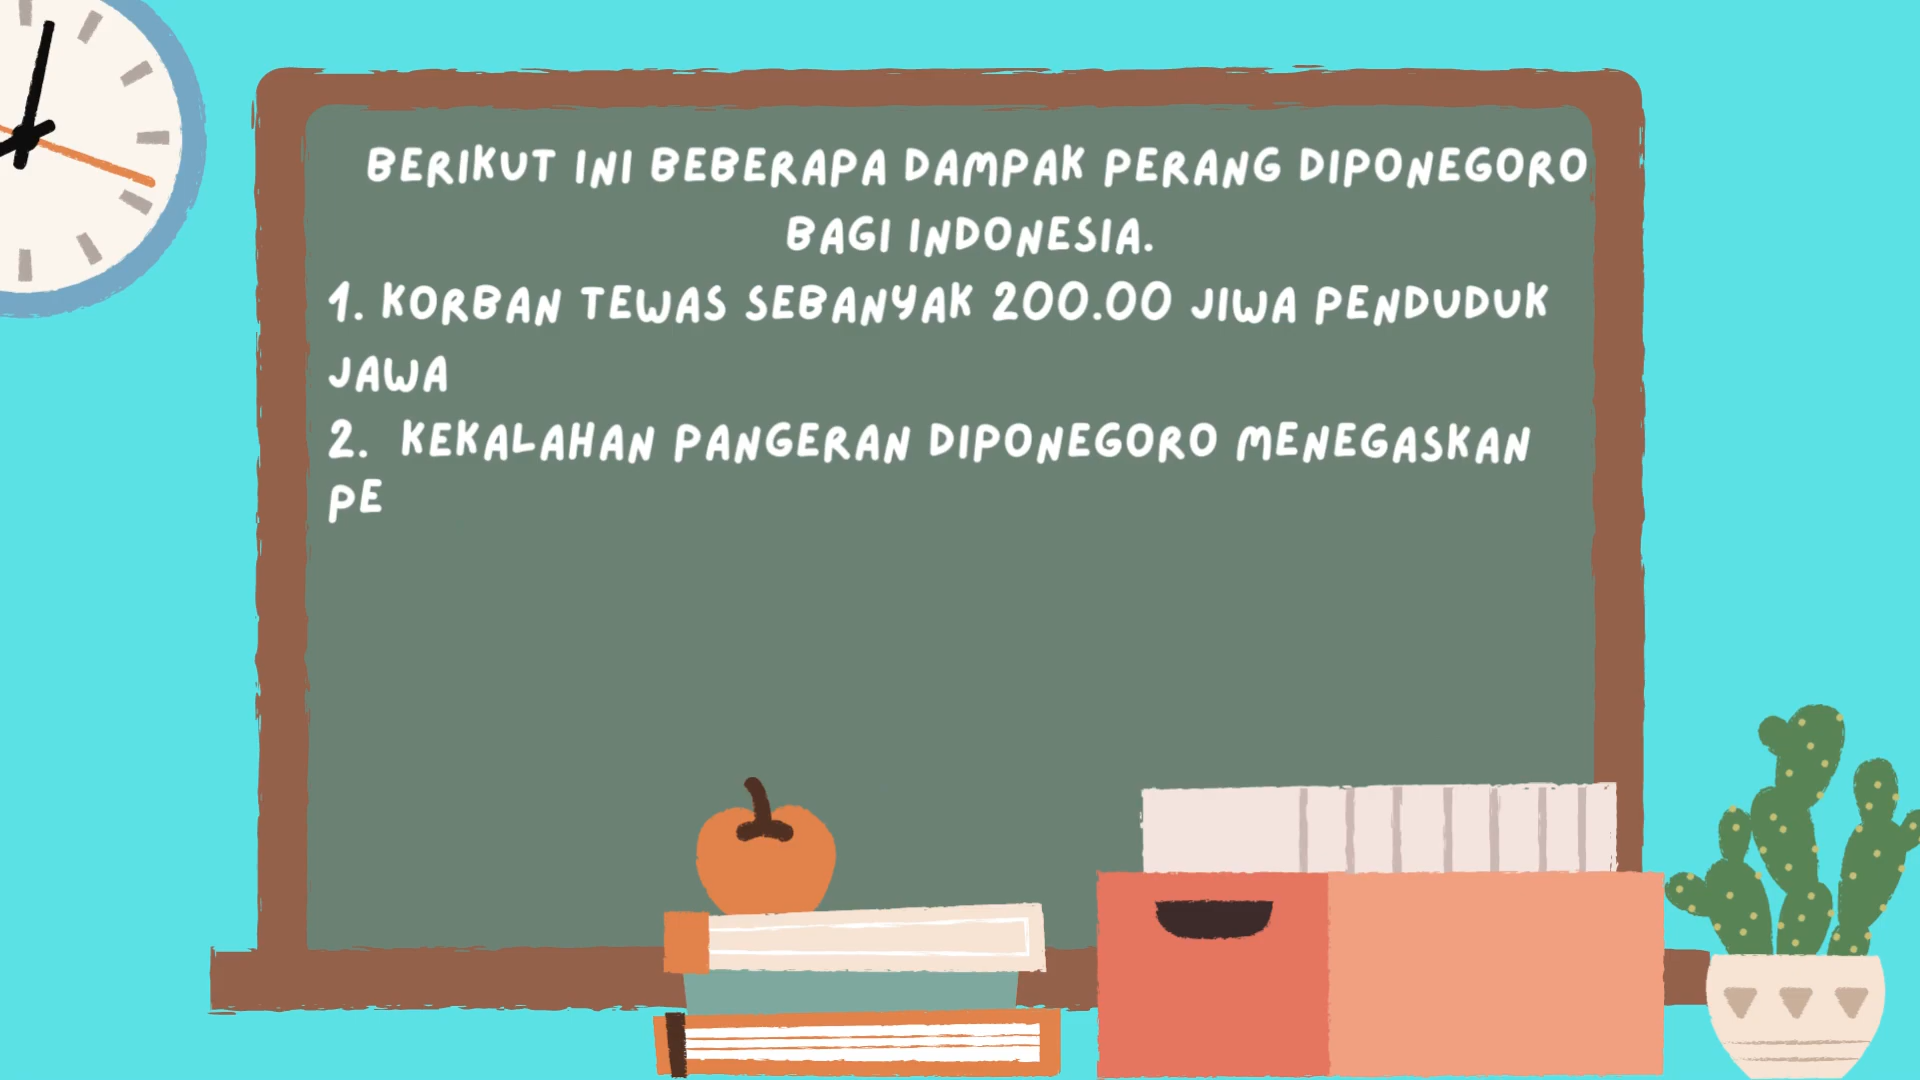 BERIKUT INI BEBERAPA DAMPAK PERANG DIPONEGORO
BAGI INDONESIA.
1. KORBAN TEWAS SEBANYAK 200.00 JIWA PENDUDUK
JAWA
2. KEKALAHAN PANGERAN DIPONEGORO MENEGASKAN
PE